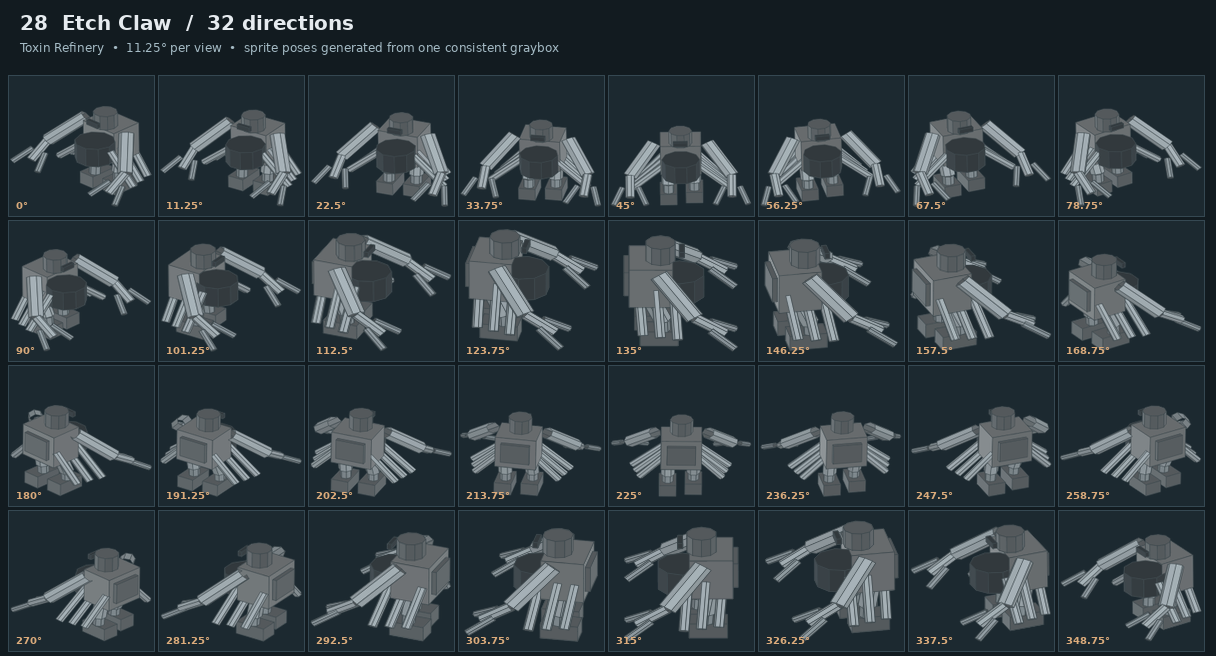 28 Etch Claw / 32 directions
Toxin Refinery • 11.25° per view • sprite poses generated from one consistent graybox
0° 11.25° 22.5° 33.75° 45° 56.25° 67.5° 78.75°
90° 101.25° 112.5° 123.75° 135° 146.25° 157.5° 168.75°
180° 191.25° 202.5° 213.75° 225° 236.25° 247.5° 258.75°
270° 281.25° 292.5° 303.75° 315° 326.25° 337.5° 348.75°